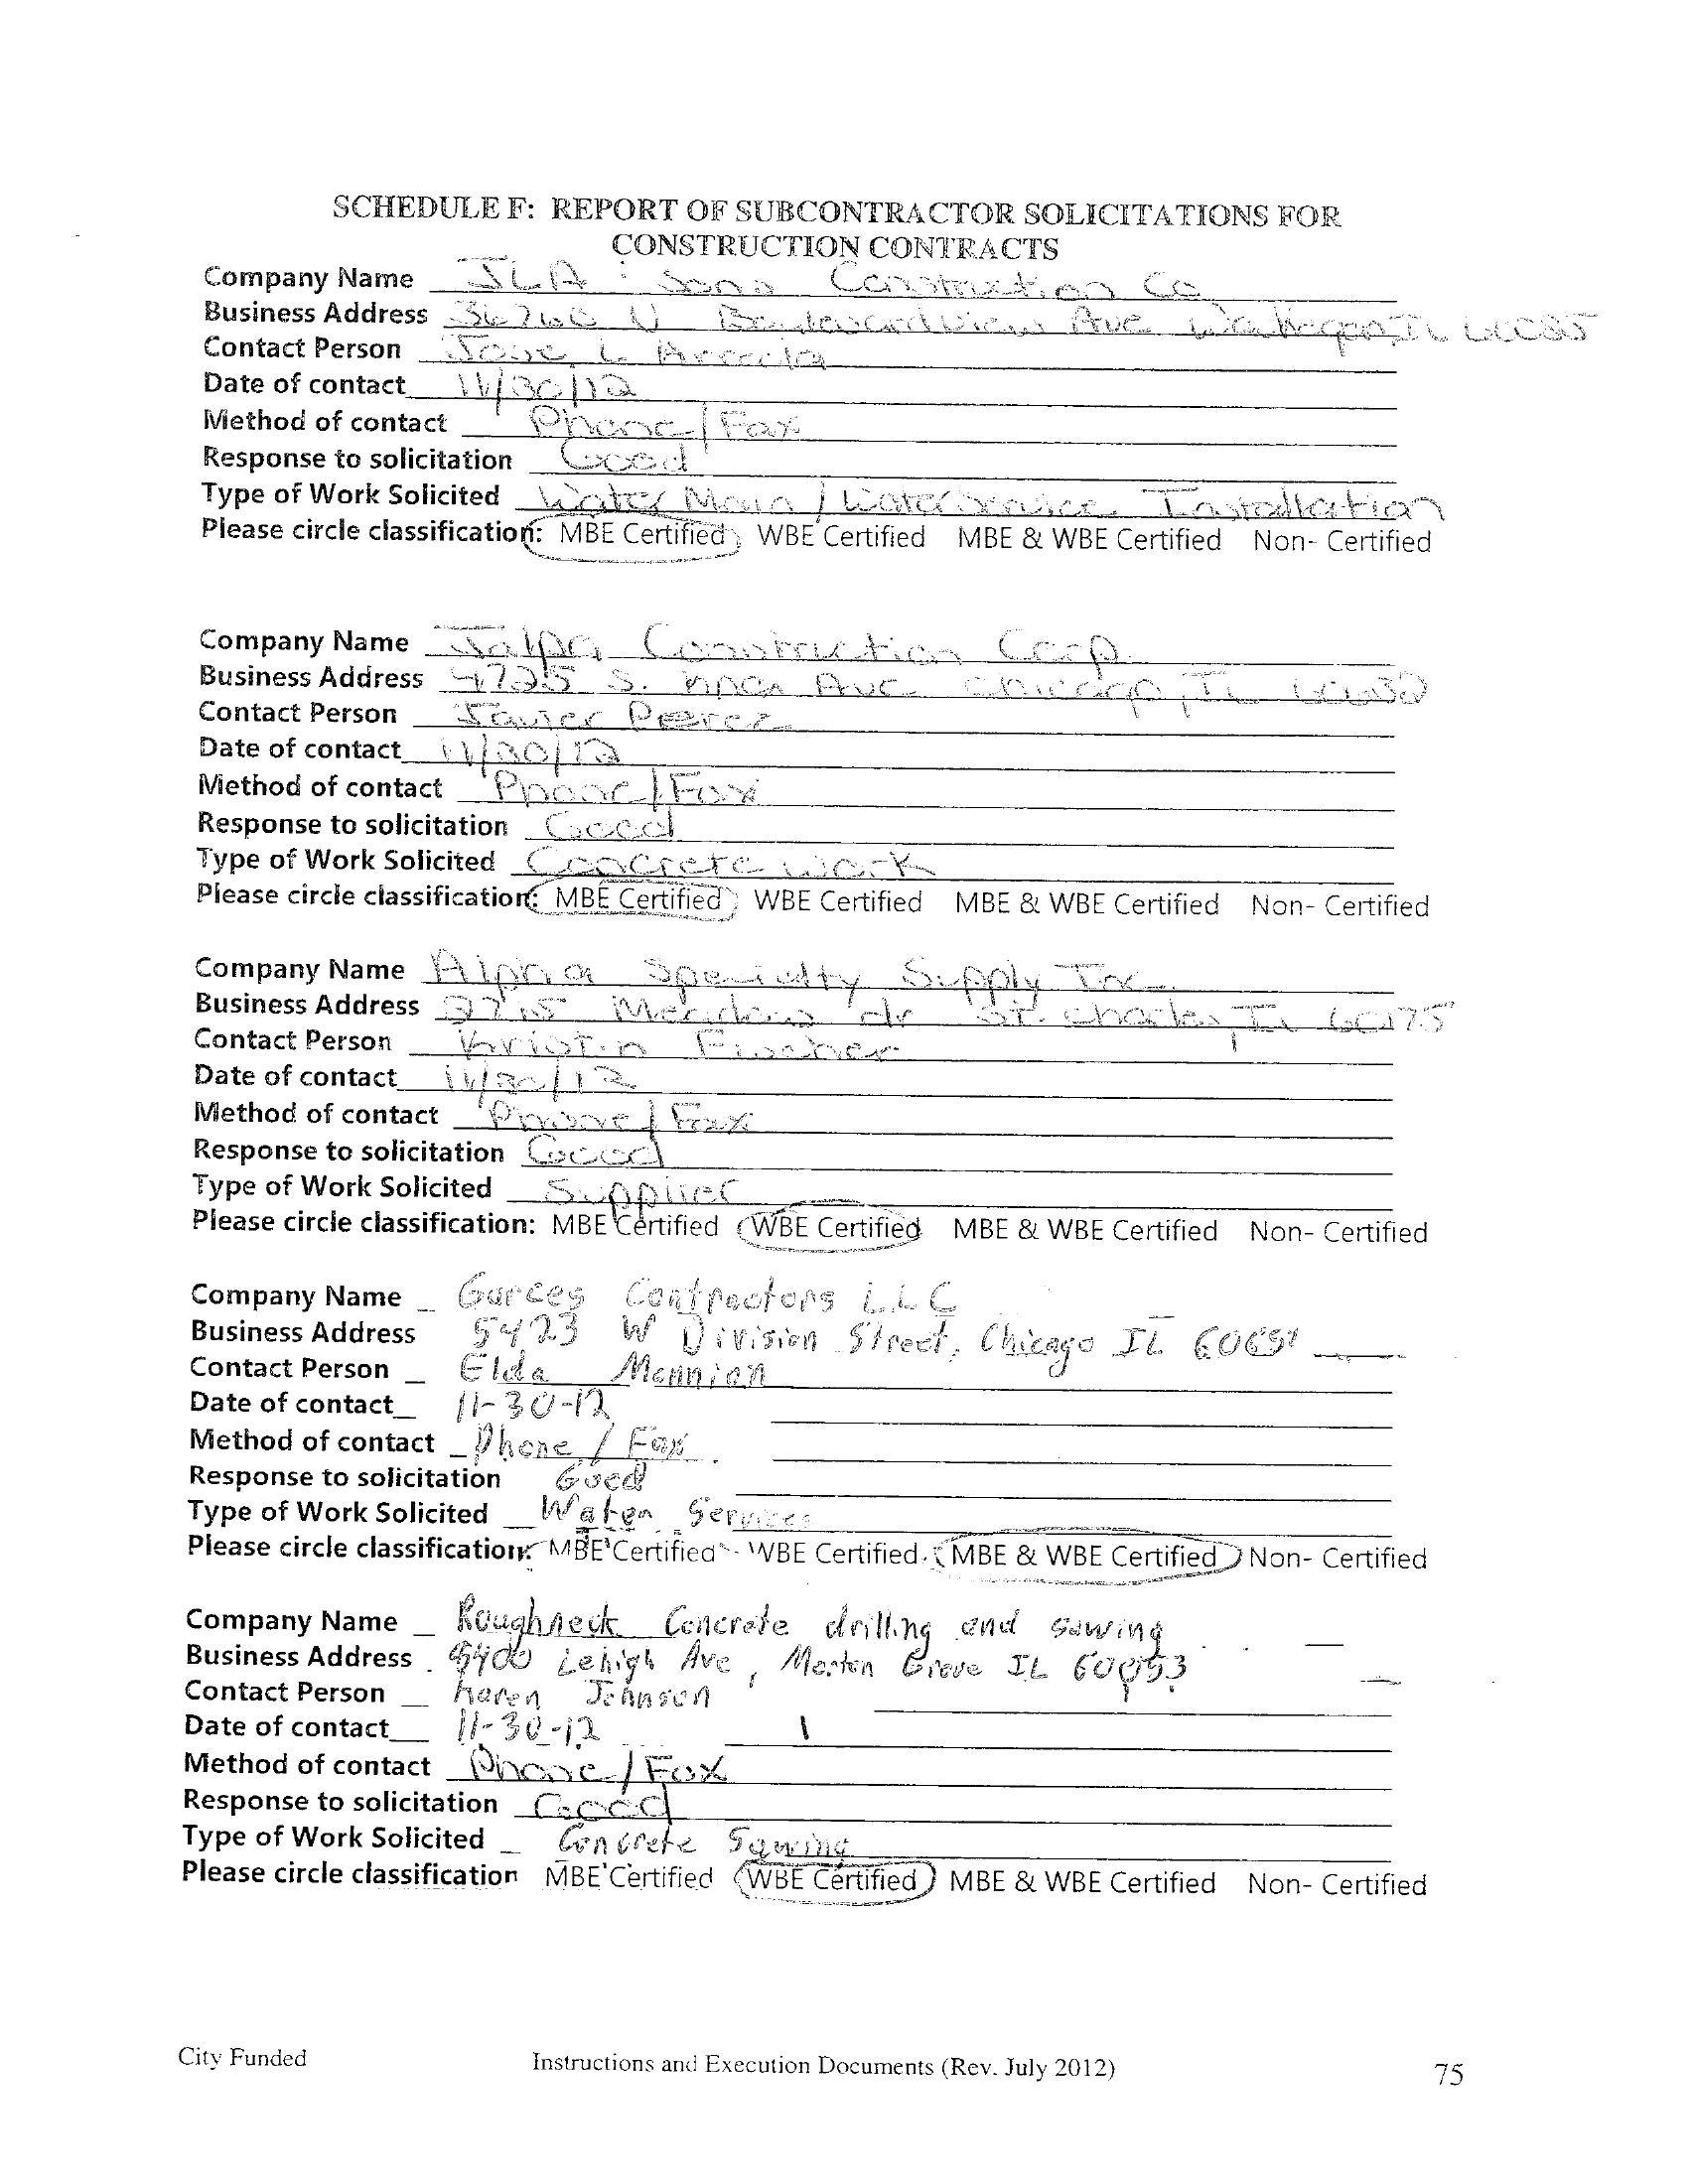 SCHEDULE F: REPORT OF SUBCONTRACTOR SOLICITATIONS FOR
CONSTRUCTION CONTRACTS
Company Name JLA Sons Construction Co
Business Address N Ave IL
Contact Person Jose L
Date of contact 11/30/12
Method of contact Phone/Fax
Response to solicitation Good
Type of Work Solicited Water Main / Water Service Installation
Please circle classification: MBE Certified WBE Certified MBE & WBE Certified Non- Certified
Company Name Jalpa Construction Corp.
Business Address 4725 S. Ave Chicago, IL
Contact Person Javier
Date of contact 11/30/12
Method of contact Phone/Fax
Response to solicitation Good
Type of Work Solicited Concrete work
Please circle classification: MBE Certified WBE Certified MBE & WBE Certified Non- Certified
Company Name Alpha Specialty Supply Inc
Business Address dr St. Charles, IL 60175
Contact Person Kristin Fischer
Date of contact 11/30/12
Method of contact Phone/Fax
Response to solicitation Good
Type of Work Solicited Supplier
Please circle classification: MBE Certified WBE Certified MBE & WBE Certified Non- Certified
Company Name Garces Contractors LLC
Business Address 5423 W Division Street, Chicago IL 60651
Contact Person Elda
Date of contact 11-30-12
Method of contact Phone / Fax
Response to solicitation Good
Type of Work Solicited Water Services
Please circle classification: MBE Certified WBE Certified MBE & WBE Certified Non- Certified
Company Name Roughneck Concrete drilling and sawing
Business Address Lehigh Ave, Morton Grove IL 60053
Contact Person Karen Johnson
Date of contact 11-30-12
Method of contact Phone/Fax
Response to solicitation Good
Type of Work Solicited Concrete Sawing
Please circle classification MBE Certified WBE Certified MBE & WBE Certified Non- Certified
City Funded Instructions and Execution Documents (Rev. July 2012) 75